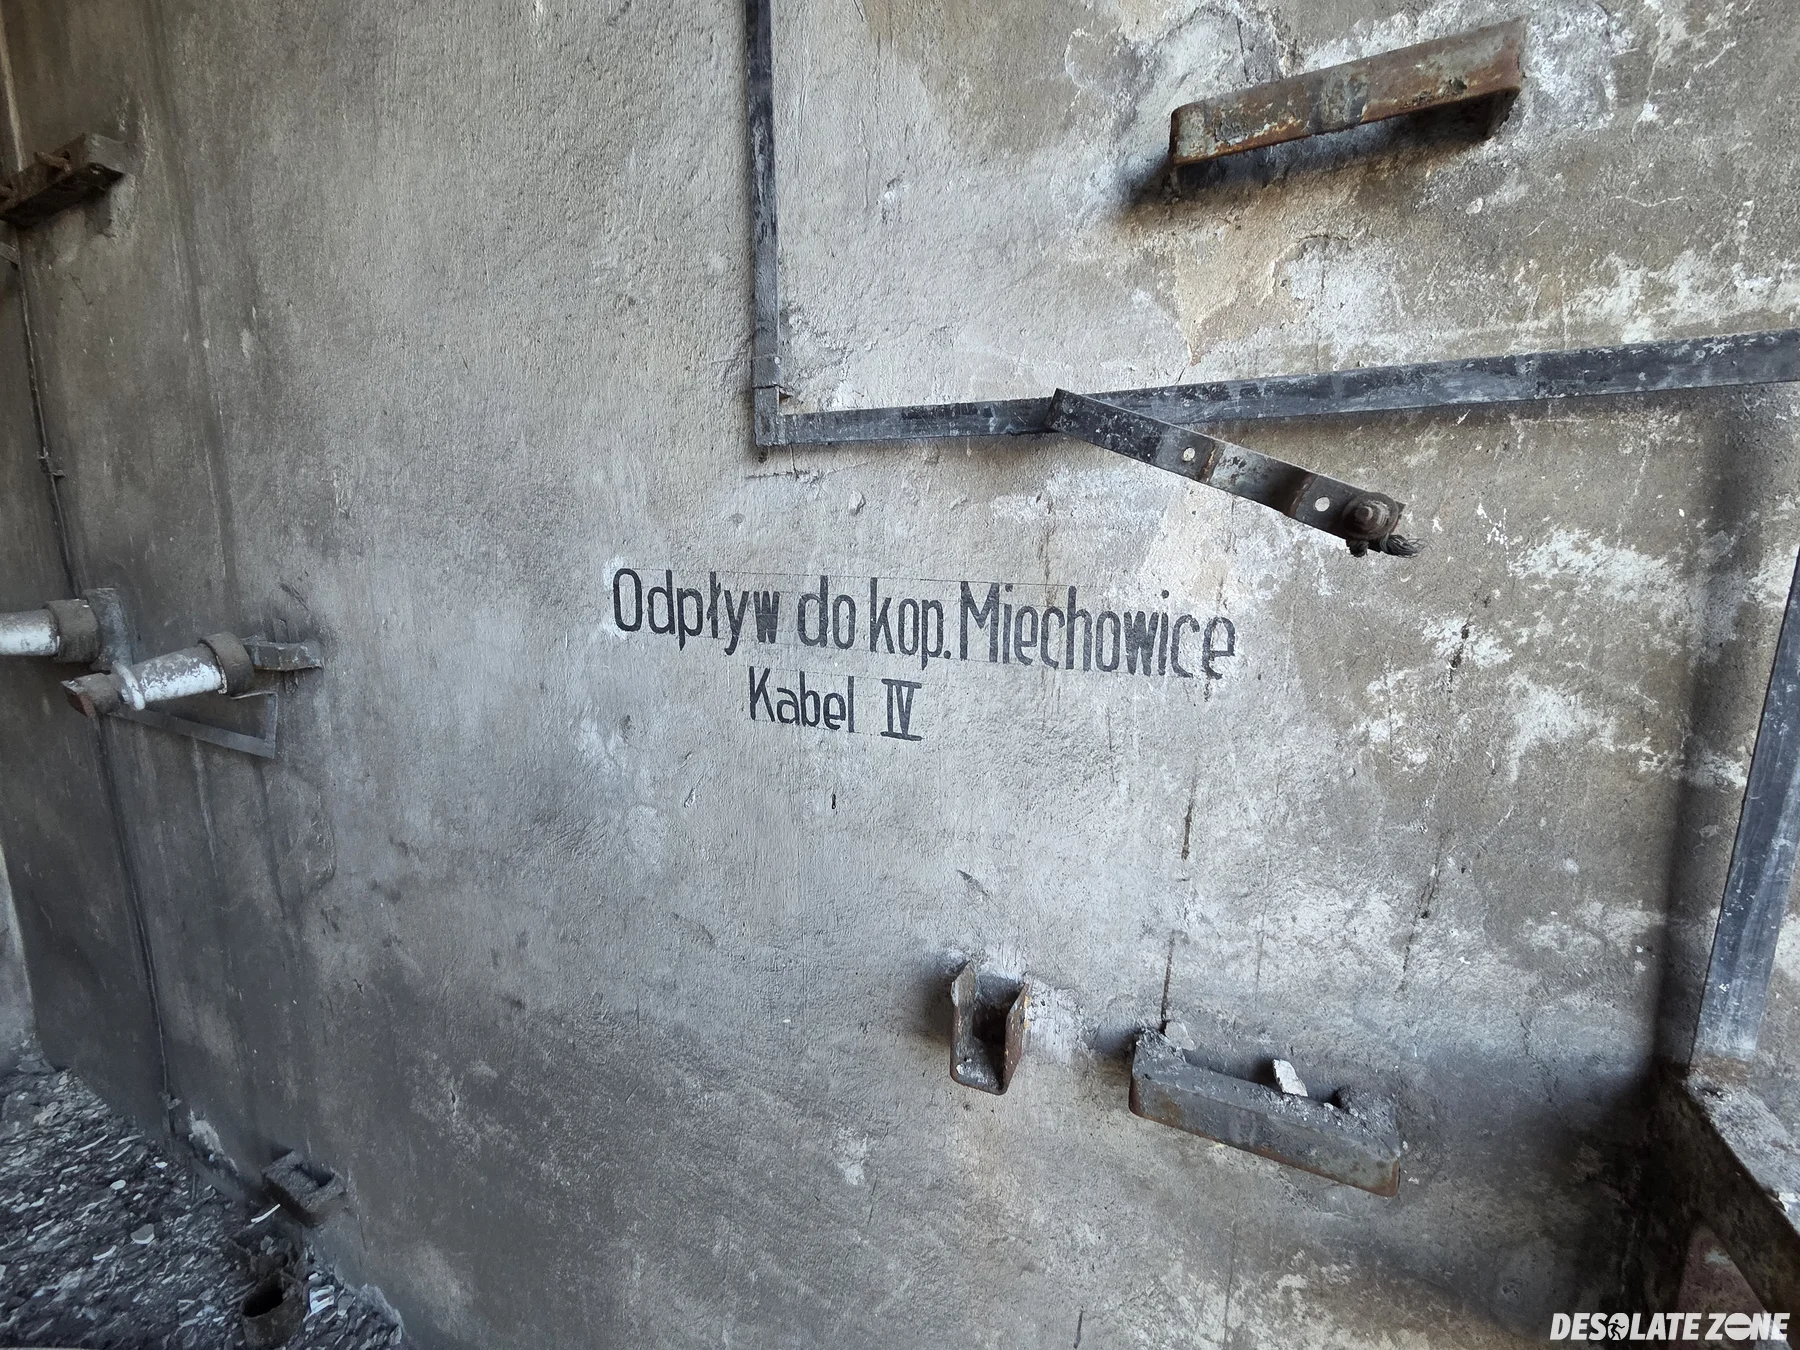 Odpływ do kop. Miechowice
Kabel IV
DESOLATE ZONE